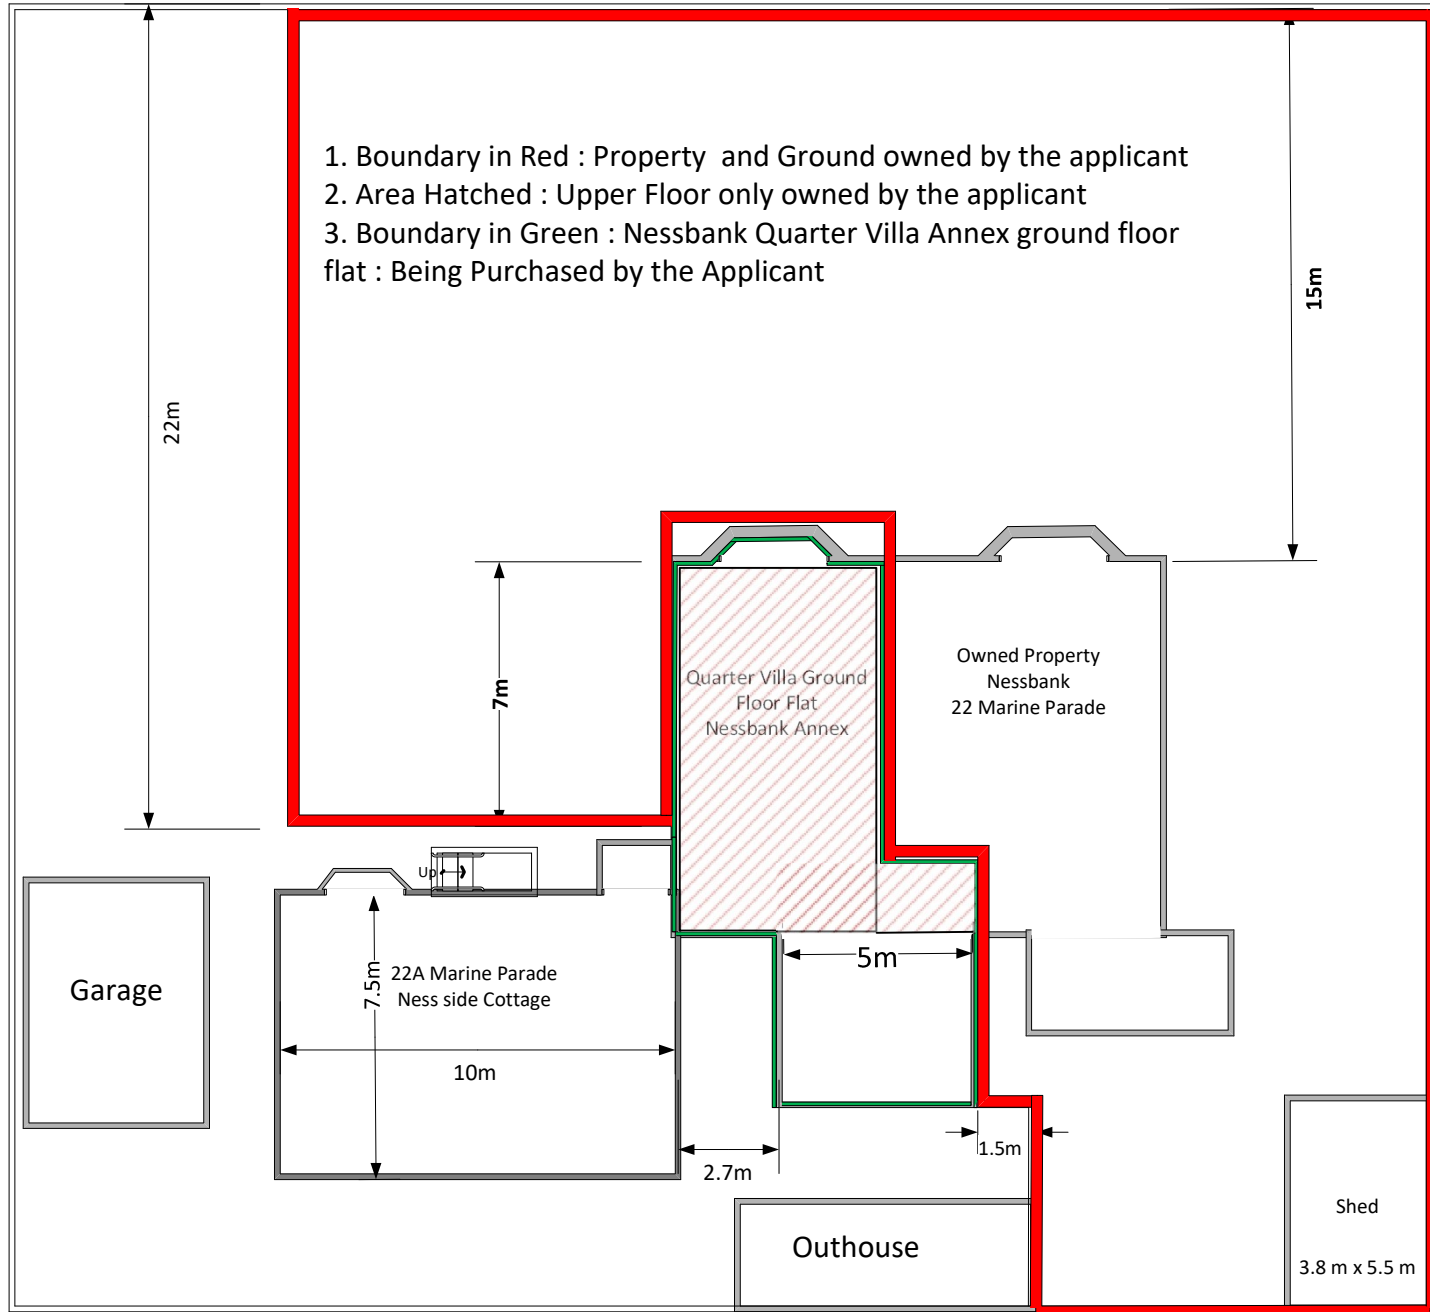 1. Boundary in Red : Property and Ground owned by the applicant
2. Area Hatched : Upper Floor only owned by the applicant
3. Boundary in Green : Nessbank Quarter Villa Annex ground floor
flat : Being Purchased by the Applicant
22m
15m
7m
Quarter Villa Ground
Floor Flat
Nessbank Annex
Owned Property
Nessbank
22 Marine Parade
Up
Garage
7.5m
22A Marine Parade
Ness side Cottage
10m
5m
2.7m
1.5m
Outhouse
Shed
3.8 m x 5.5 m